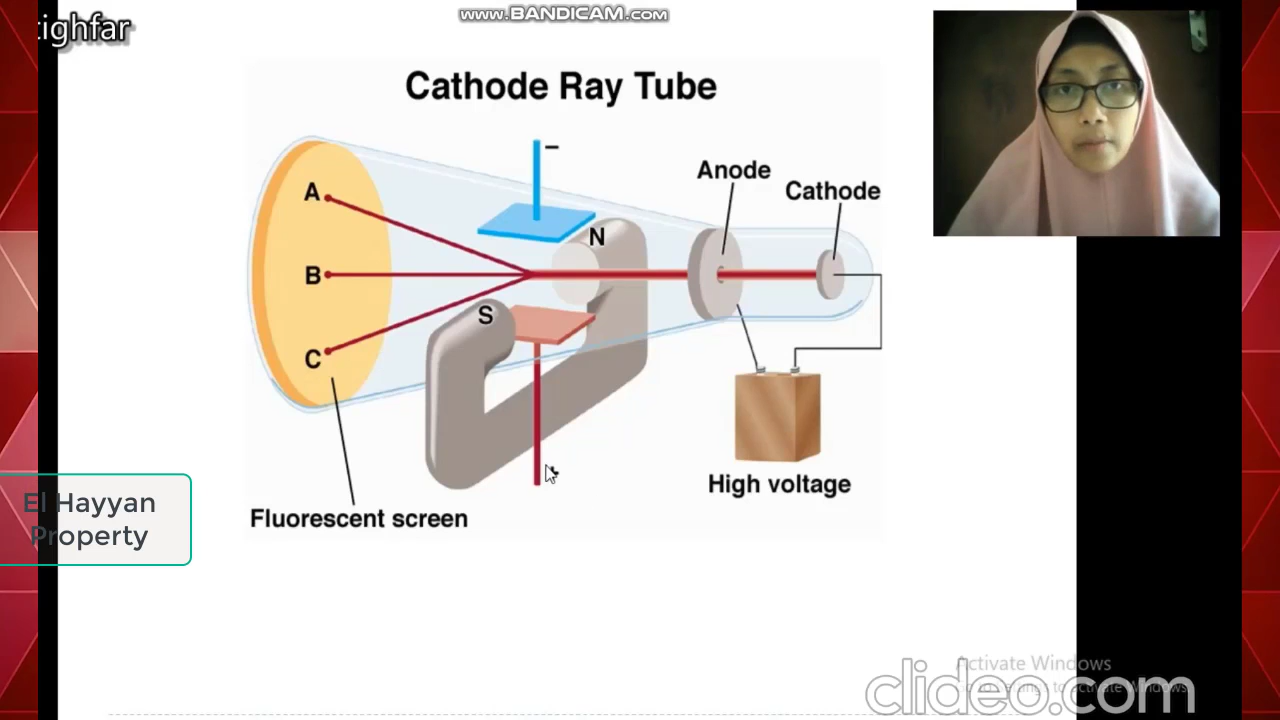 www.BANDICAM.com
tighfar
Cathode Ray Tube
−
Anode
Cathode
A
N
B
S
C
High voltage
Fluorescent screen
El Hayyan
Property
Activate Windows
clideo.com